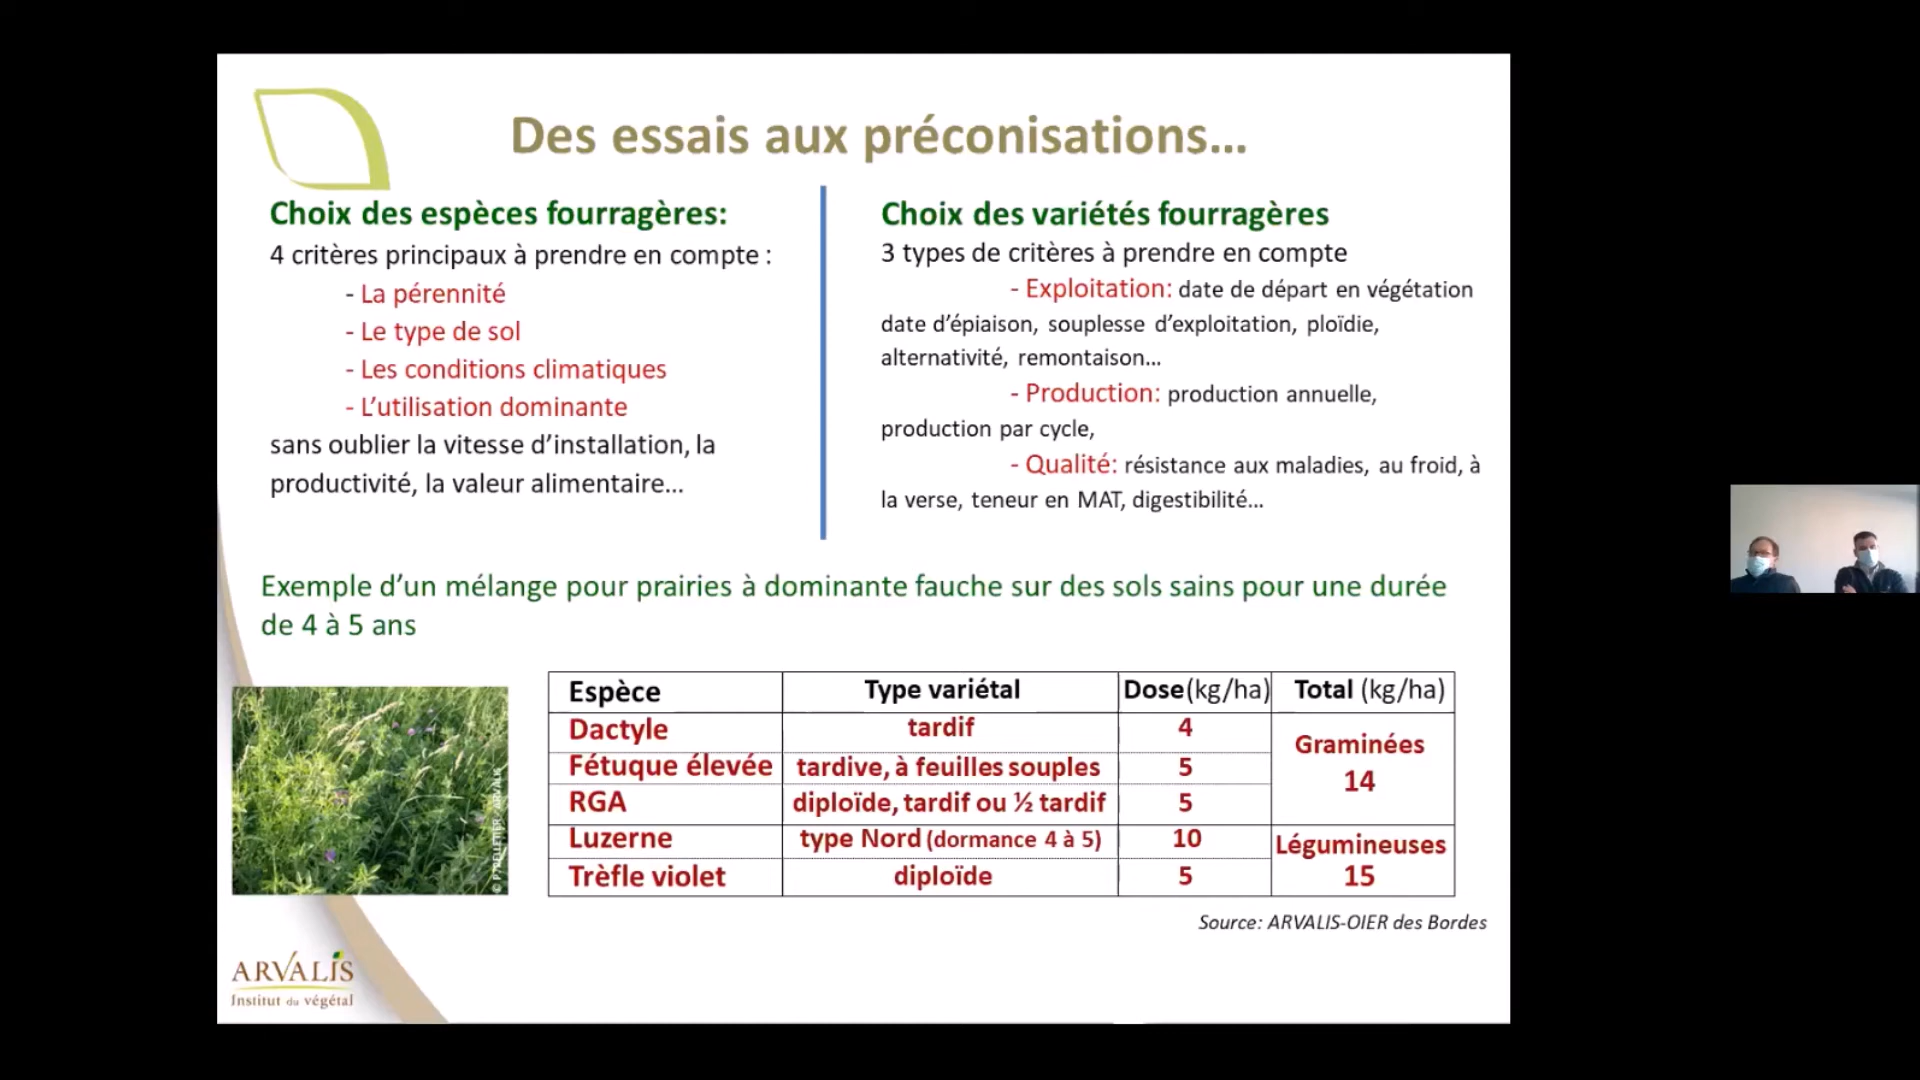 Des essais aux préconisations...
Choix des espèces fourragères:
4 critères principaux à prendre en compte :
- La pérennité
- Le type de sol
- Les conditions climatiques
- L'utilisation dominante
sans oublier la vitesse d'installation, la
productivité, la valeur alimentaire...
Choix des variétés fourragères
3 types de critères à prendre en compte
- Exploitation: date de départ en végétation
date d'épiaison, souplesse d'exploitation, ploïdie,
alternativité, remontaison...
- Production: production annuelle,
production par cycle,
- Qualité: résistance aux maladies, au froid, à
la verse, teneur en MAT, digestibilité...
Exemple d'un mélange pour prairies à dominante fauche sur des sols sains pour une durée
de 4 à 5 ans
Espèce Type variétal Dose(kg/ha) Total (kg/ha)
Dactyle tardif 4
Fétuque élevée tardive, à feuilles souples 5
RGA diploïde, tardif ou ½ tardif 5
Graminées
14
Luzerne type Nord (dormance 4 à 5) 10
Trèfle violet diploïde 5
Légumineuses
15
Source: ARVALIS-OIER des Bordes
ARVALIS
Institut du végétal